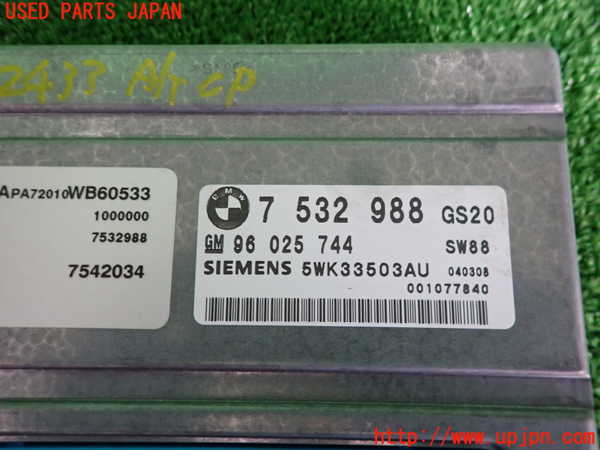 USED PARTS JAPAN
2433 A/T CP
APA72010WB60533
1000000
7532988
7542034
BMW
7 532 988 GS20
GM 96 025 744 SW88
SIEMENS 5WK33503AU 040308
001077840
http://www.upjpn.com/